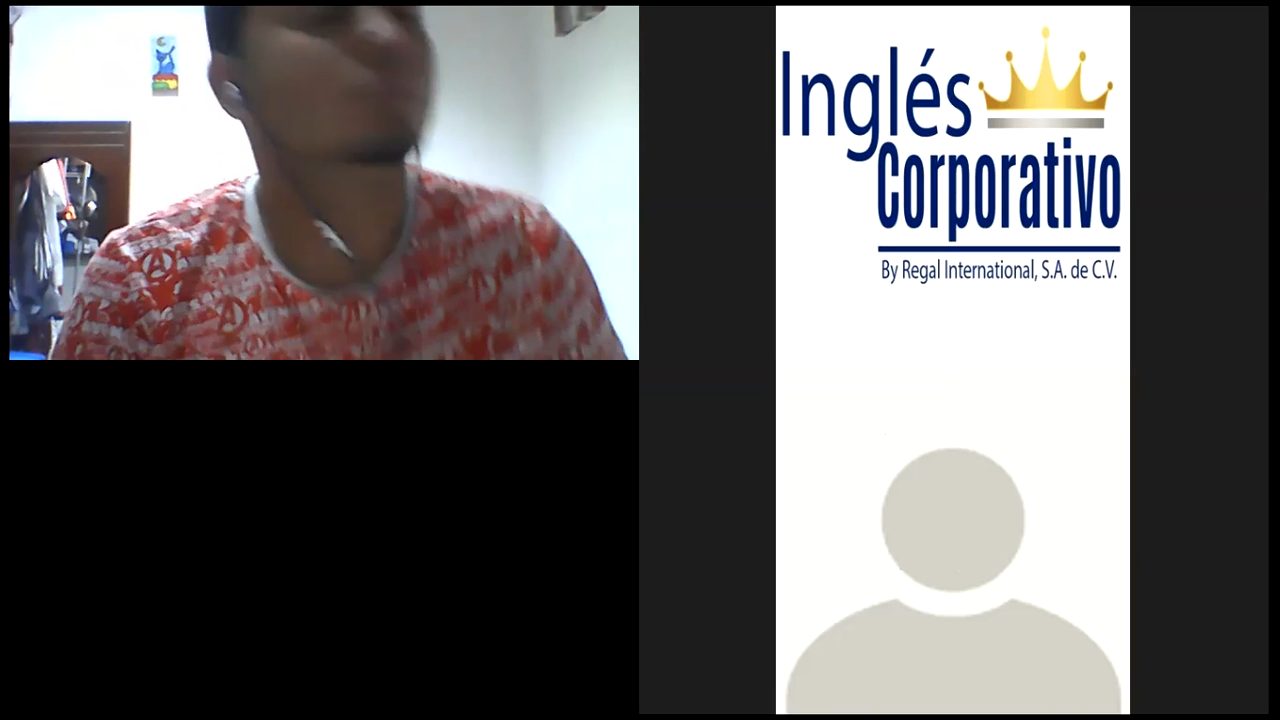 Inglés
Corporativo
By Regal International, S.A. de C.V.